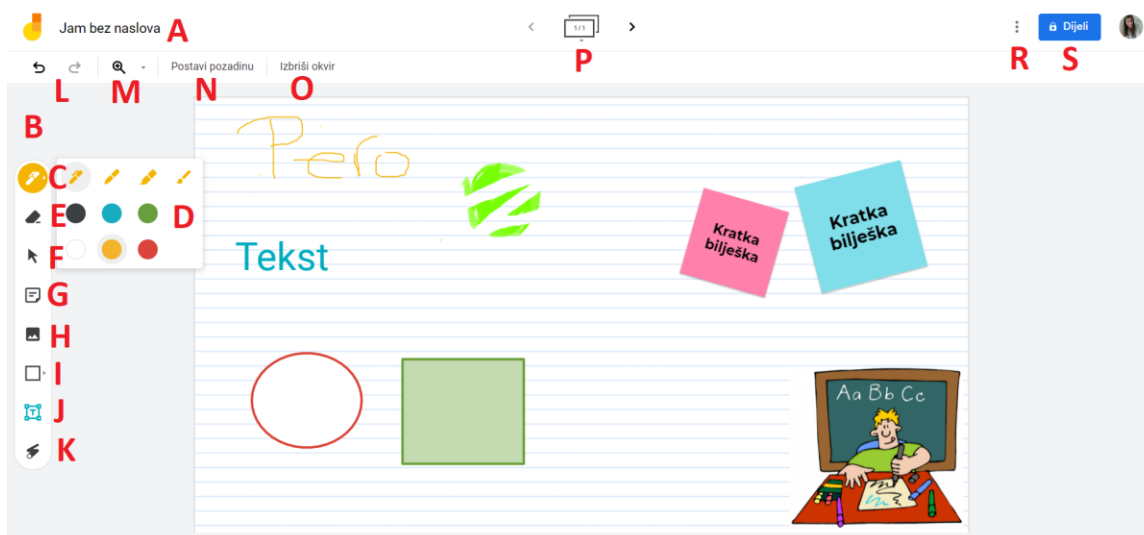 Jam bez naslova A
1/1
Dijeli
P
R
S
Postavi pozadinu
Izbriši okvir
L
M
N
O
B
Pero
C
E
D
Kratka
bilješka
Kratka
bilješka
Tekst
F
G
H
I
T
J
K
Aa Bb Cc